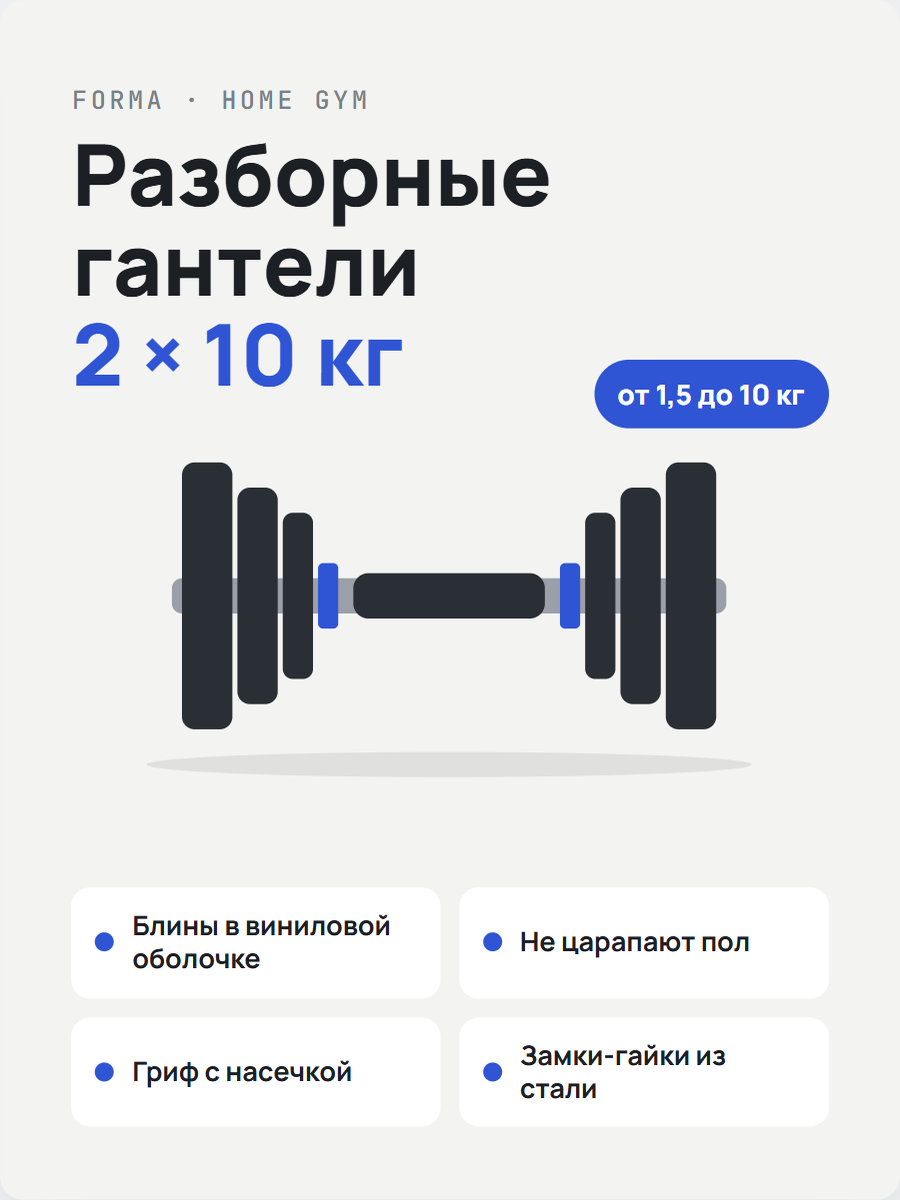 FORMA · HOME GYM
Разборные
гантели
2 × 10 кг
от 1,5 до 10 кг
Блины в виниловой
оболочке
Не царапают пол
Гриф с насечкой
Замки-гайки из
стали